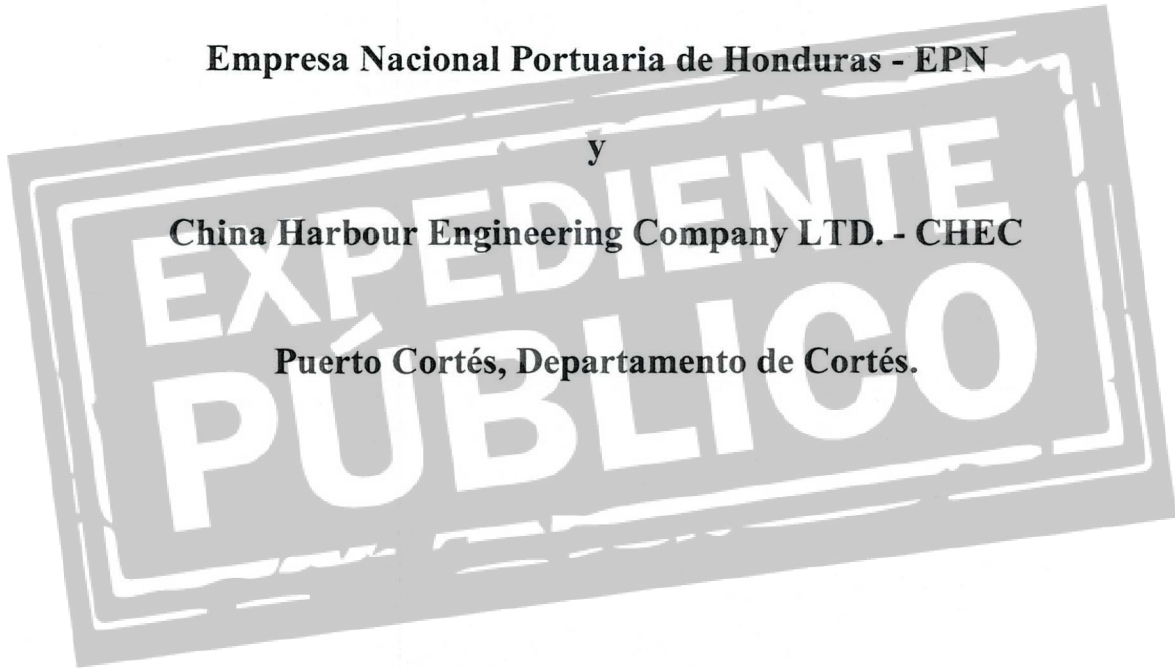 Empresa Nacional Portuaria de Honduras - EPN
y
China Harbour Engineering Company LTD. - CHEC
Puerto Cortés, Departamento de Cortés.
EXPEDIENTE
PÚBLICO